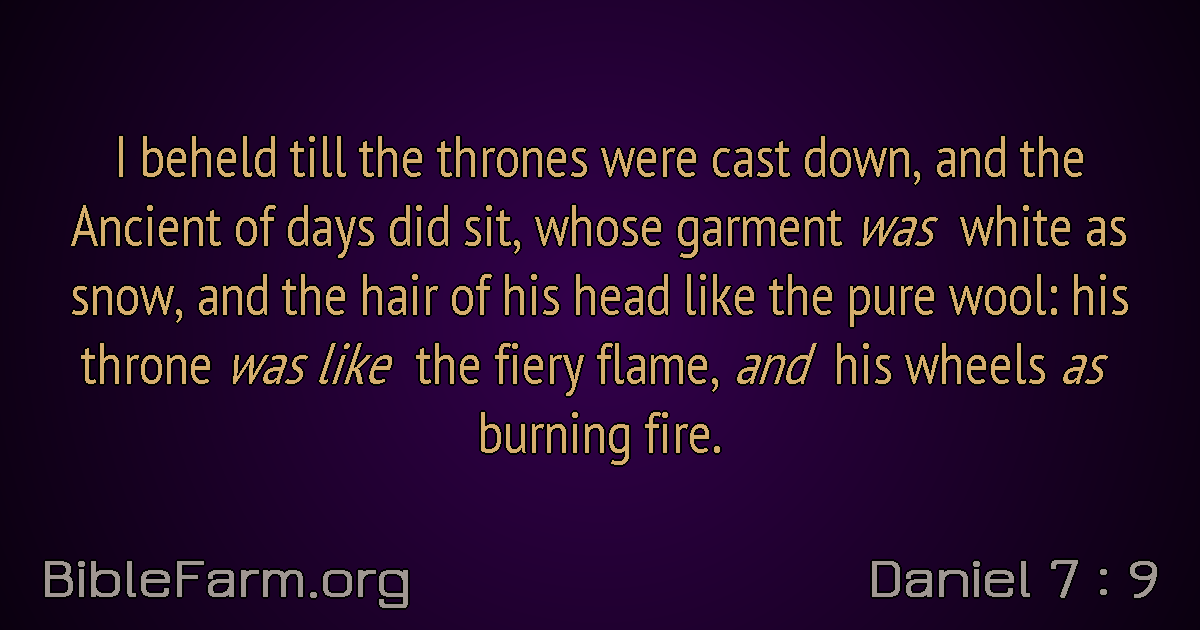 I beheld till the thrones were cast down, and the
Ancient of days did sit, whose garment was white as
snow, and the hair of his head like the pure wool: his
throne was like the fiery flame, and his wheels as
burning fire.
BibleFarm.org
Daniel 7 : 9